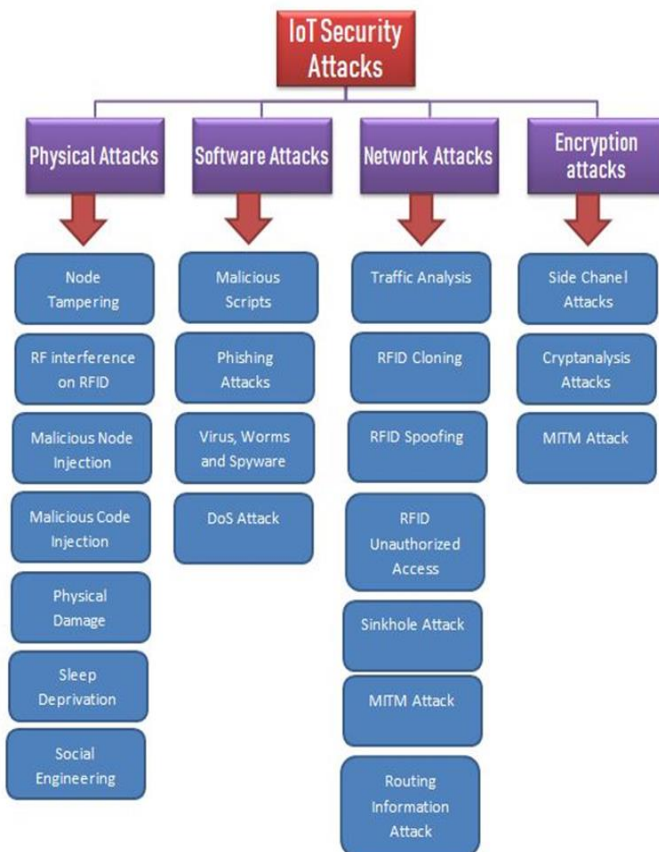 IoT Security
Attacks
Physical Attacks
Software Attacks
Network Attacks
Encryption
attacks
Node
Tampering
RF interference
on RFID
Malicious Node
Injection
Malicious Code
Injection
Physical
Damage
Sleep
Deprivation
Social
Engineering
Malicious
Scripts
Phishing
Attacks
Virus, Worms
and Spyware
DoS Attack
Traffic Analysis
RFID Cloning
RFID Spoofing
RFID
Unauthorized
Access
Sinkhole Attack
MITM Attack
Routing
Information
Attack
Side Chanel
Attacks
Cryptanalysis
Attacks
MITM Attack